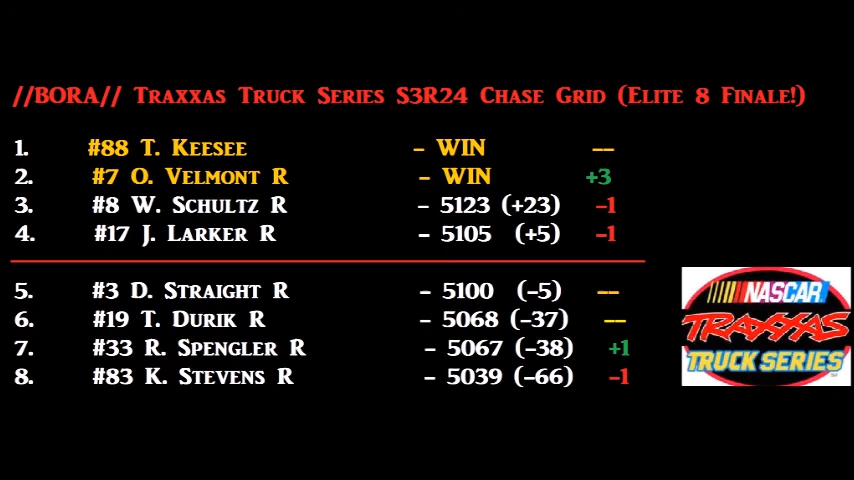 //BORA// Traxxas Truck Series S3R24 Chase Grid (Elite 8 Finale!)
1. #88 T. Keesee - WIN --
2. #7 O. Velmont R - WIN +3
3. #8 W. Schultz R - 5123 (+23) -1
4. #17 J. Larker R - 5105 (+5) -1
5. #3 D. Straight R - 5100 (-5) --
6. #19 T. Durik R - 5068 (-37) --
7. #33 R. Spengler R - 5067 (-38) +1
8. #83 K. Stevens R - 5039 (-66) -1
NASCAR
TRAXXAS
TRUCK SERIES